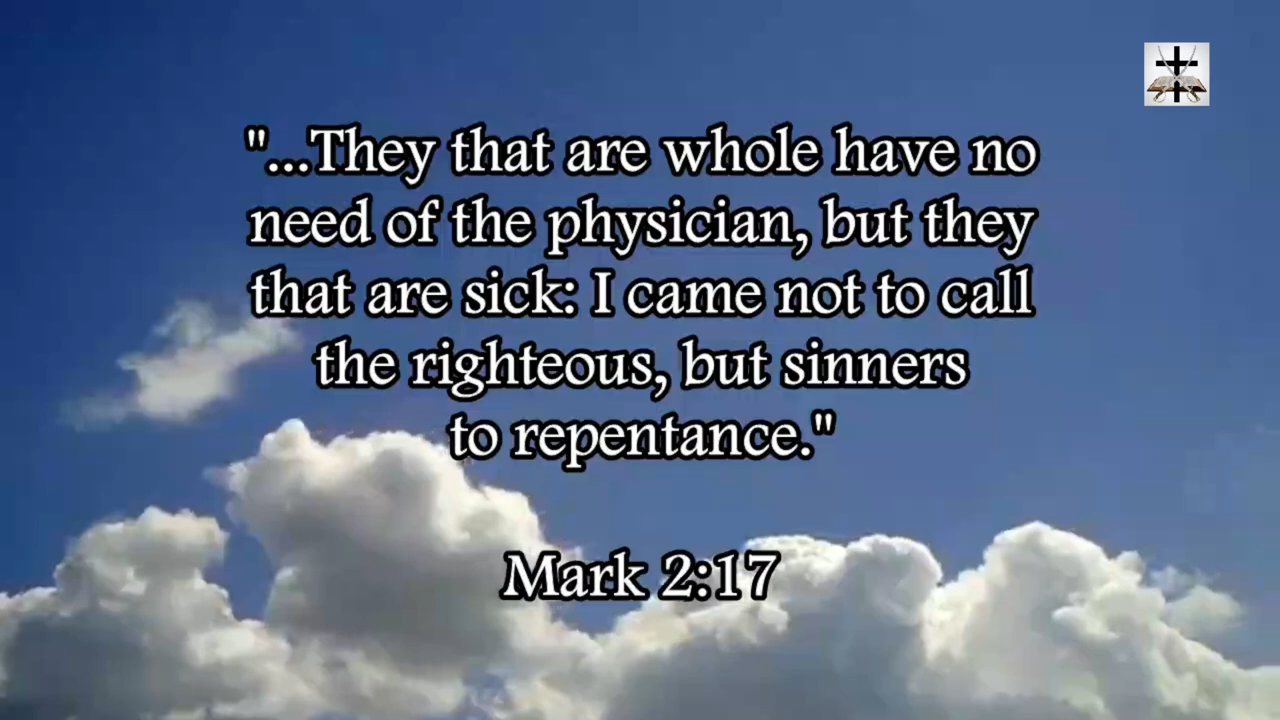 "...They that are whole have no
need of the physician, but they
that are sick: I came not to call
the righteous, but sinners
to repentance."
Mark 2:17